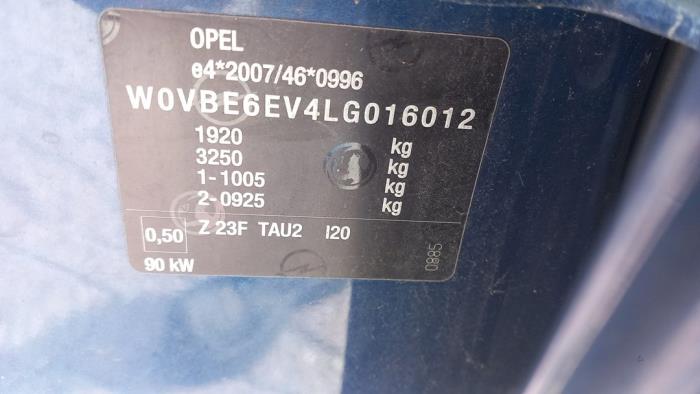 OPEL
e4*2007/46*0996
W0VBE6EV4LG016012
1920 kg
3250 kg
1-1005 kg
2-0925 kg
0,50 Z 23F TAU2 I20
90 kW
0885